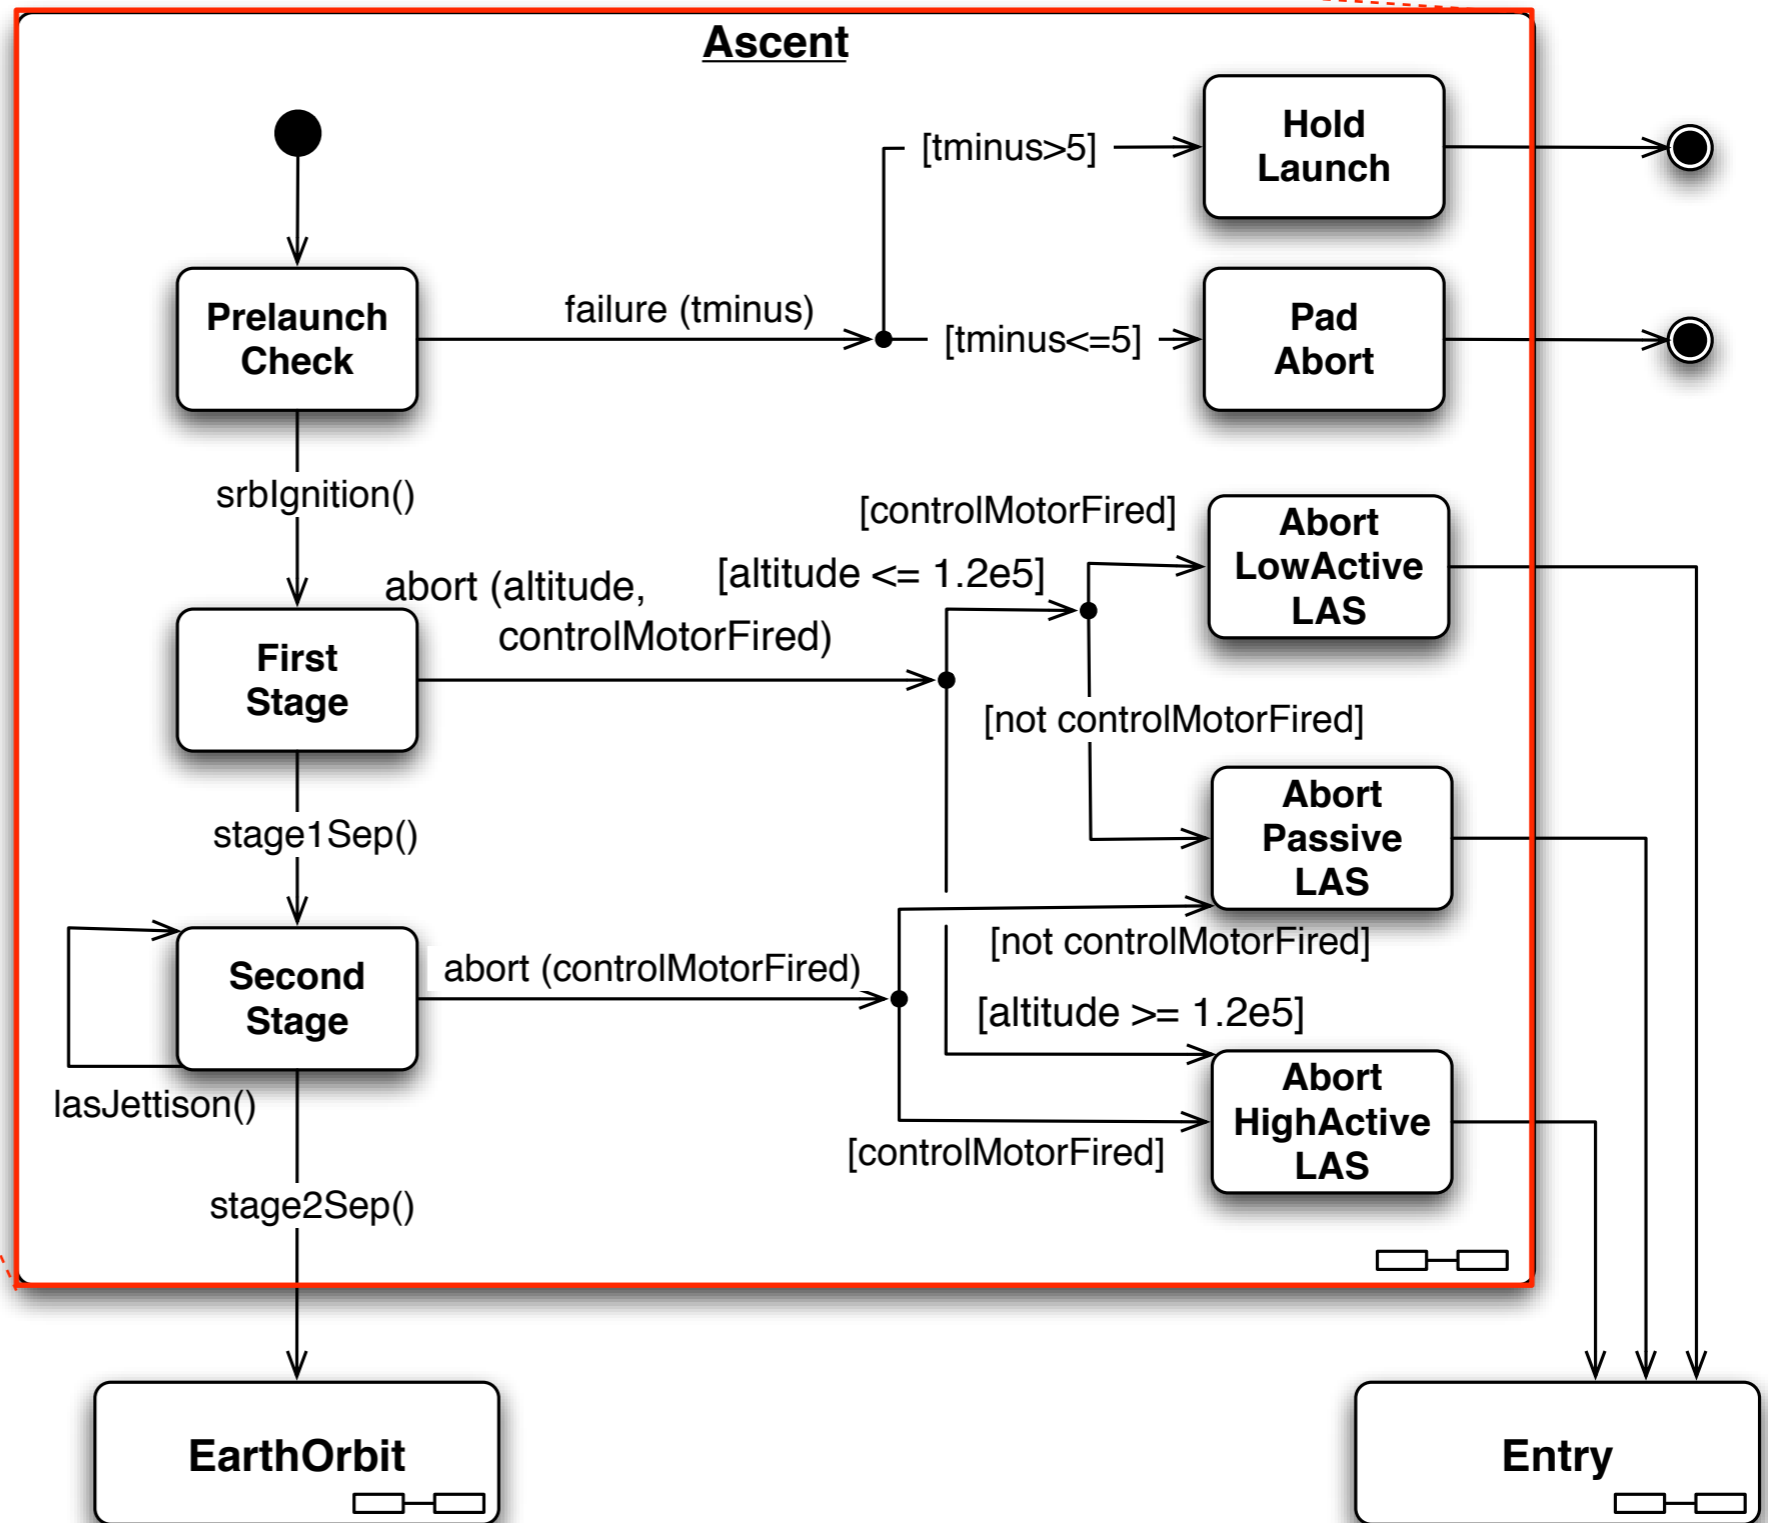 Ascent
[tminus>5]
Hold
Launch
failure (tminus)
Prelaunch
Check
[tminus<=5]
Pad
Abort
srbIgnition()
[controlMotorFired]
Abort
LowActive
LAS
abort (altitude,
controlMotorFired)
[altitude <= 1.2e5]
First
Stage
[not controlMotorFired]
Abort
Passive
LAS
stage1Sep()
[not controlMotorFired]
Second
Stage
abort (controlMotorFired)
[altitude >= 1.2e5]
Abort
HighActive
LAS
lasJettison()
[controlMotorFired]
stage2Sep()
EarthOrbit
Entry